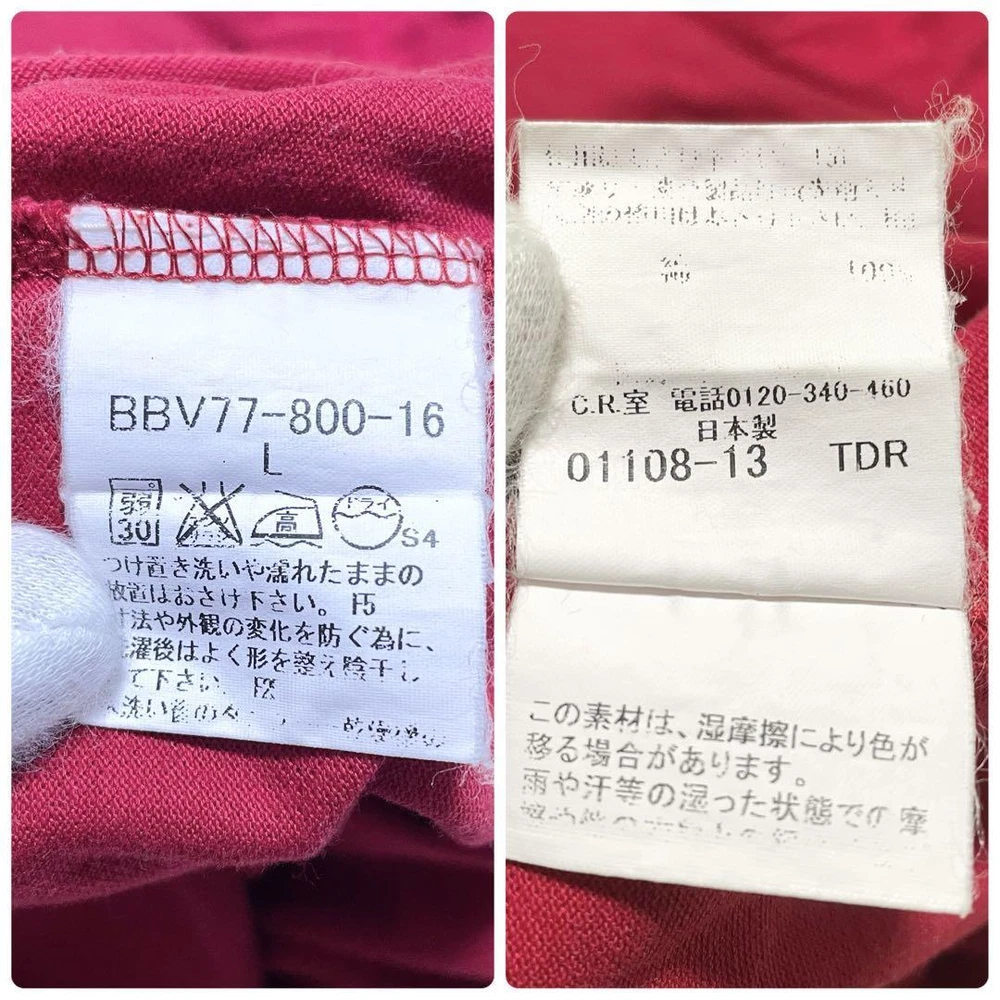 BBV77-800-16
L
弱
30
高
ドライ
S4
つけ置き洗いや濡れたままの
放置はおさけ下さい。 F5
寸法や外観の変化を防ぐ為に、
洗濯後はよく形を整え陰干し
て下さい。
綿 100%
C.R.室 電話0120-340-460
日本製
01108-13 TDR
この素材は、湿摩擦により色が
移る場合があります。
雨や汗等の湿った状態での摩